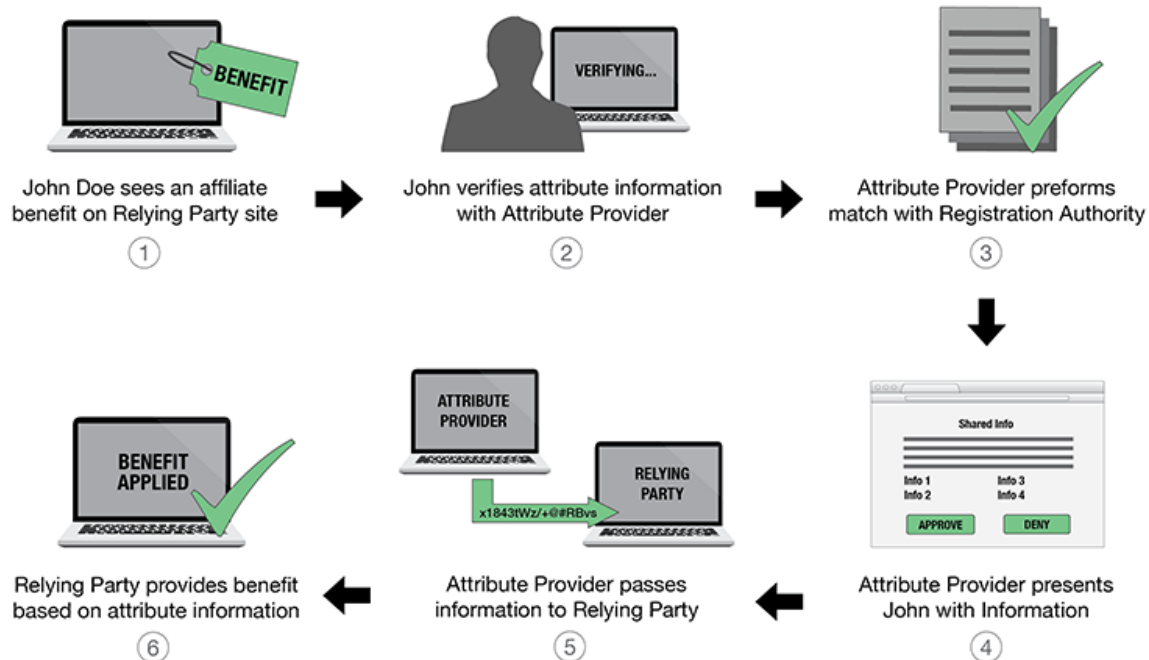 BENEFIT
John Doe sees an affiliate
benefit on Relying Party site
1
VERIFYING...
John verifies attribute information
with Attribute Provider
2
Attribute Provider preforms
match with Registration Authority
3
Shared Info
Info 1 Info 3
Info 2 Info 4
APPROVE DENY
Attribute Provider presents
John with Information
4
ATTRIBUTE
PROVIDER
RELYING
PARTY
x1843tWz/+@#RBvs
Attribute Provider passes
information to Relying Party
5
BENEFIT
APPLIED
Relying Party provides benefit
based on attribute information
6